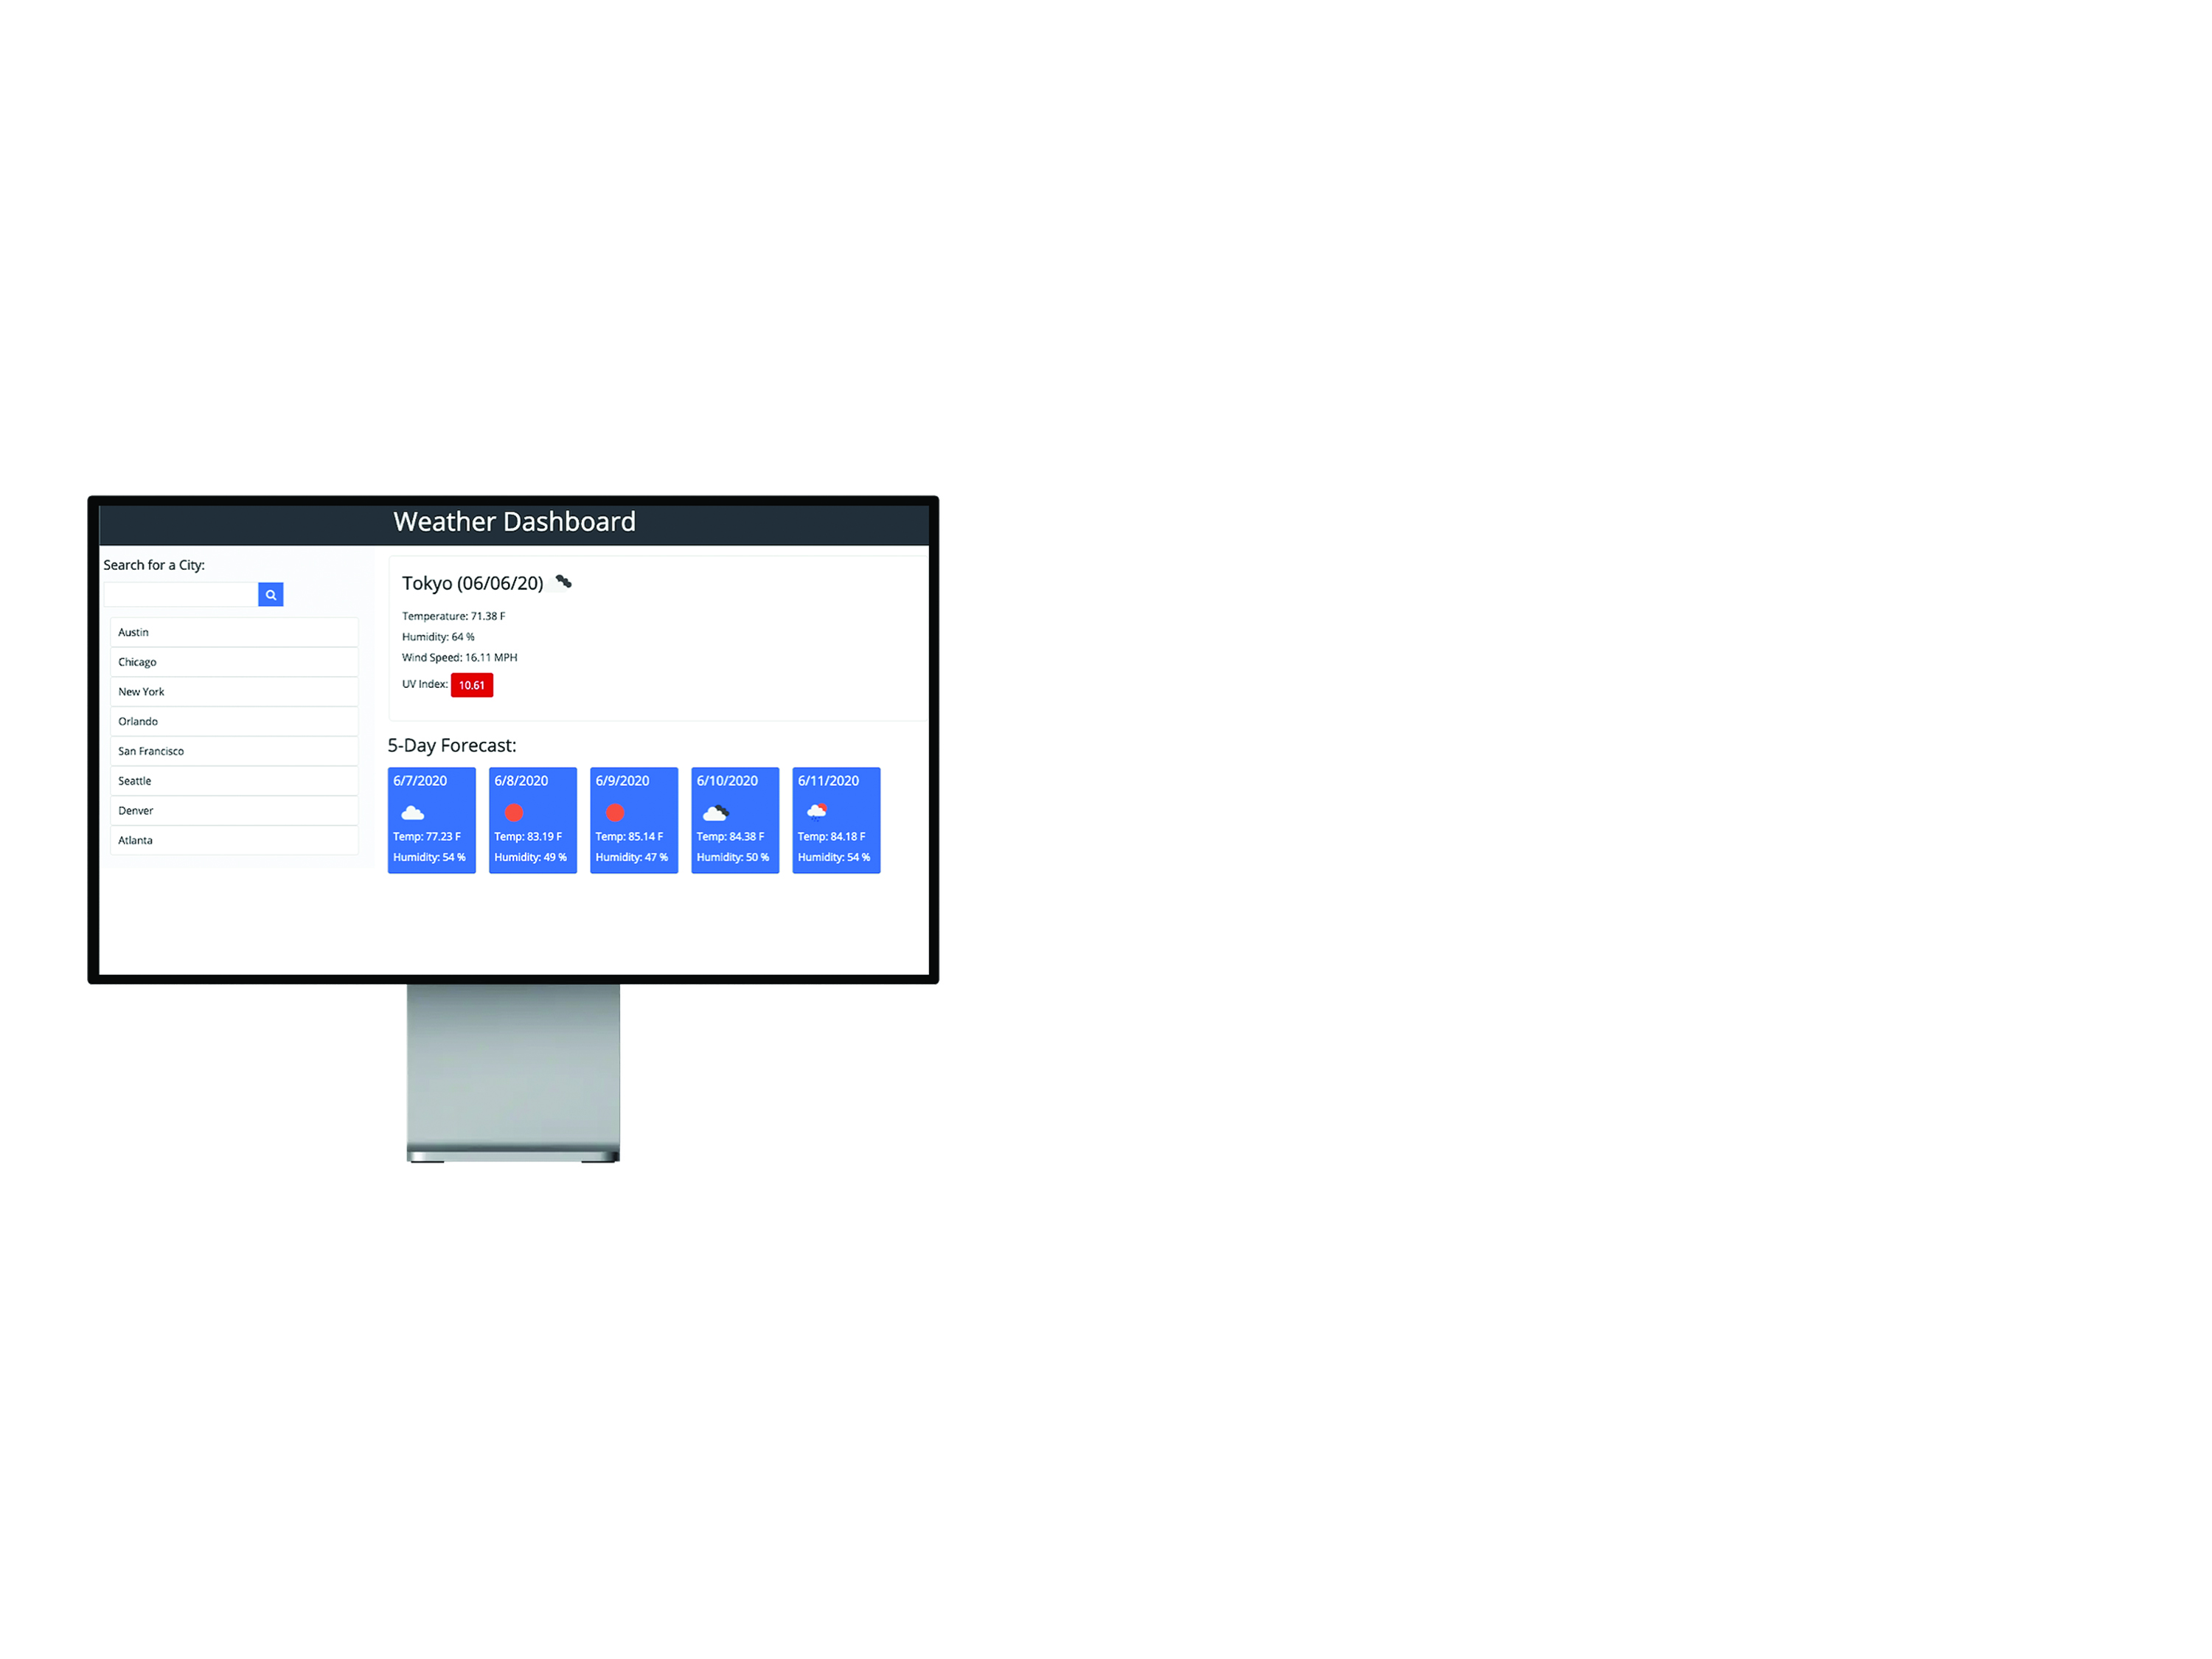 Weather Dashboard
Search for a City:
Austin
Chicago
New York
Orlando
San Francisco
Seattle
Denver
Atlanta
Tokyo (06/06/20)
Temperature: 71.38 F
Humidity: 64 %
Wind Speed: 16.11 MPH
UV Index: 10.61
5-Day Forecast:
6/7/2020
Temp: 77.23 F
Humidity: 54 %
6/8/2020
Temp: 83.19 F
Humidity: 49 %
6/9/2020
Temp: 85.14 F
Humidity: 47 %
6/10/2020
Temp: 84.38 F
Humidity: 50 %
6/11/2020
Temp: 84.18 F
Humidity: 54 %